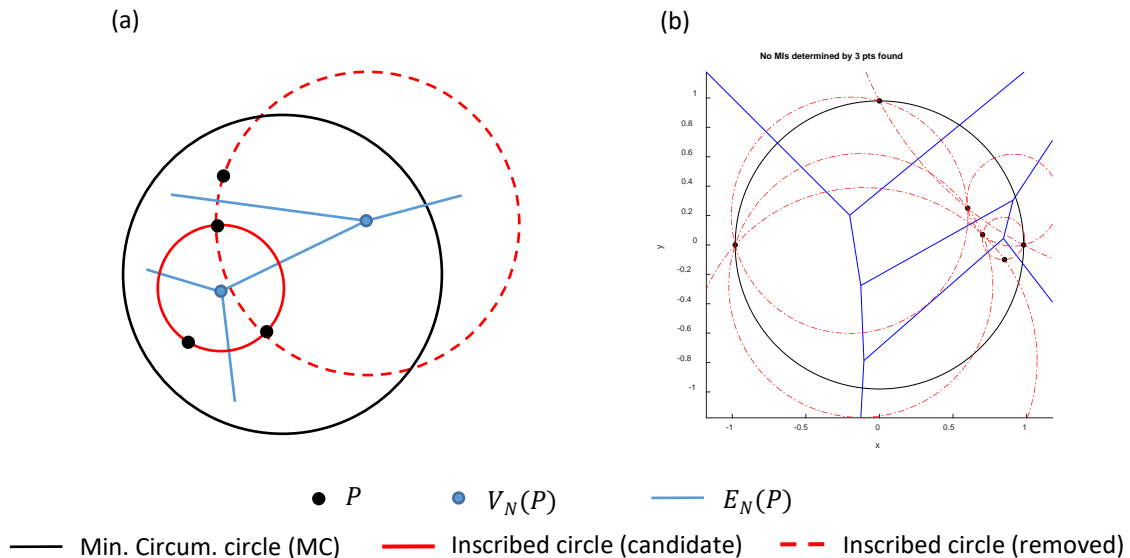 (a)
(b)
No MIs determined by 3 pts found
1
0.8
0.6
0.4
0.2
0
-0.2
-0.4
-0.6
-0.8
-1
y
-1
-0.5
0
0.5
1
x
P
V_N(P)
E_N(P)
Min. Circum. circle (MC)
Inscribed circle (candidate)
Inscribed circle (removed)